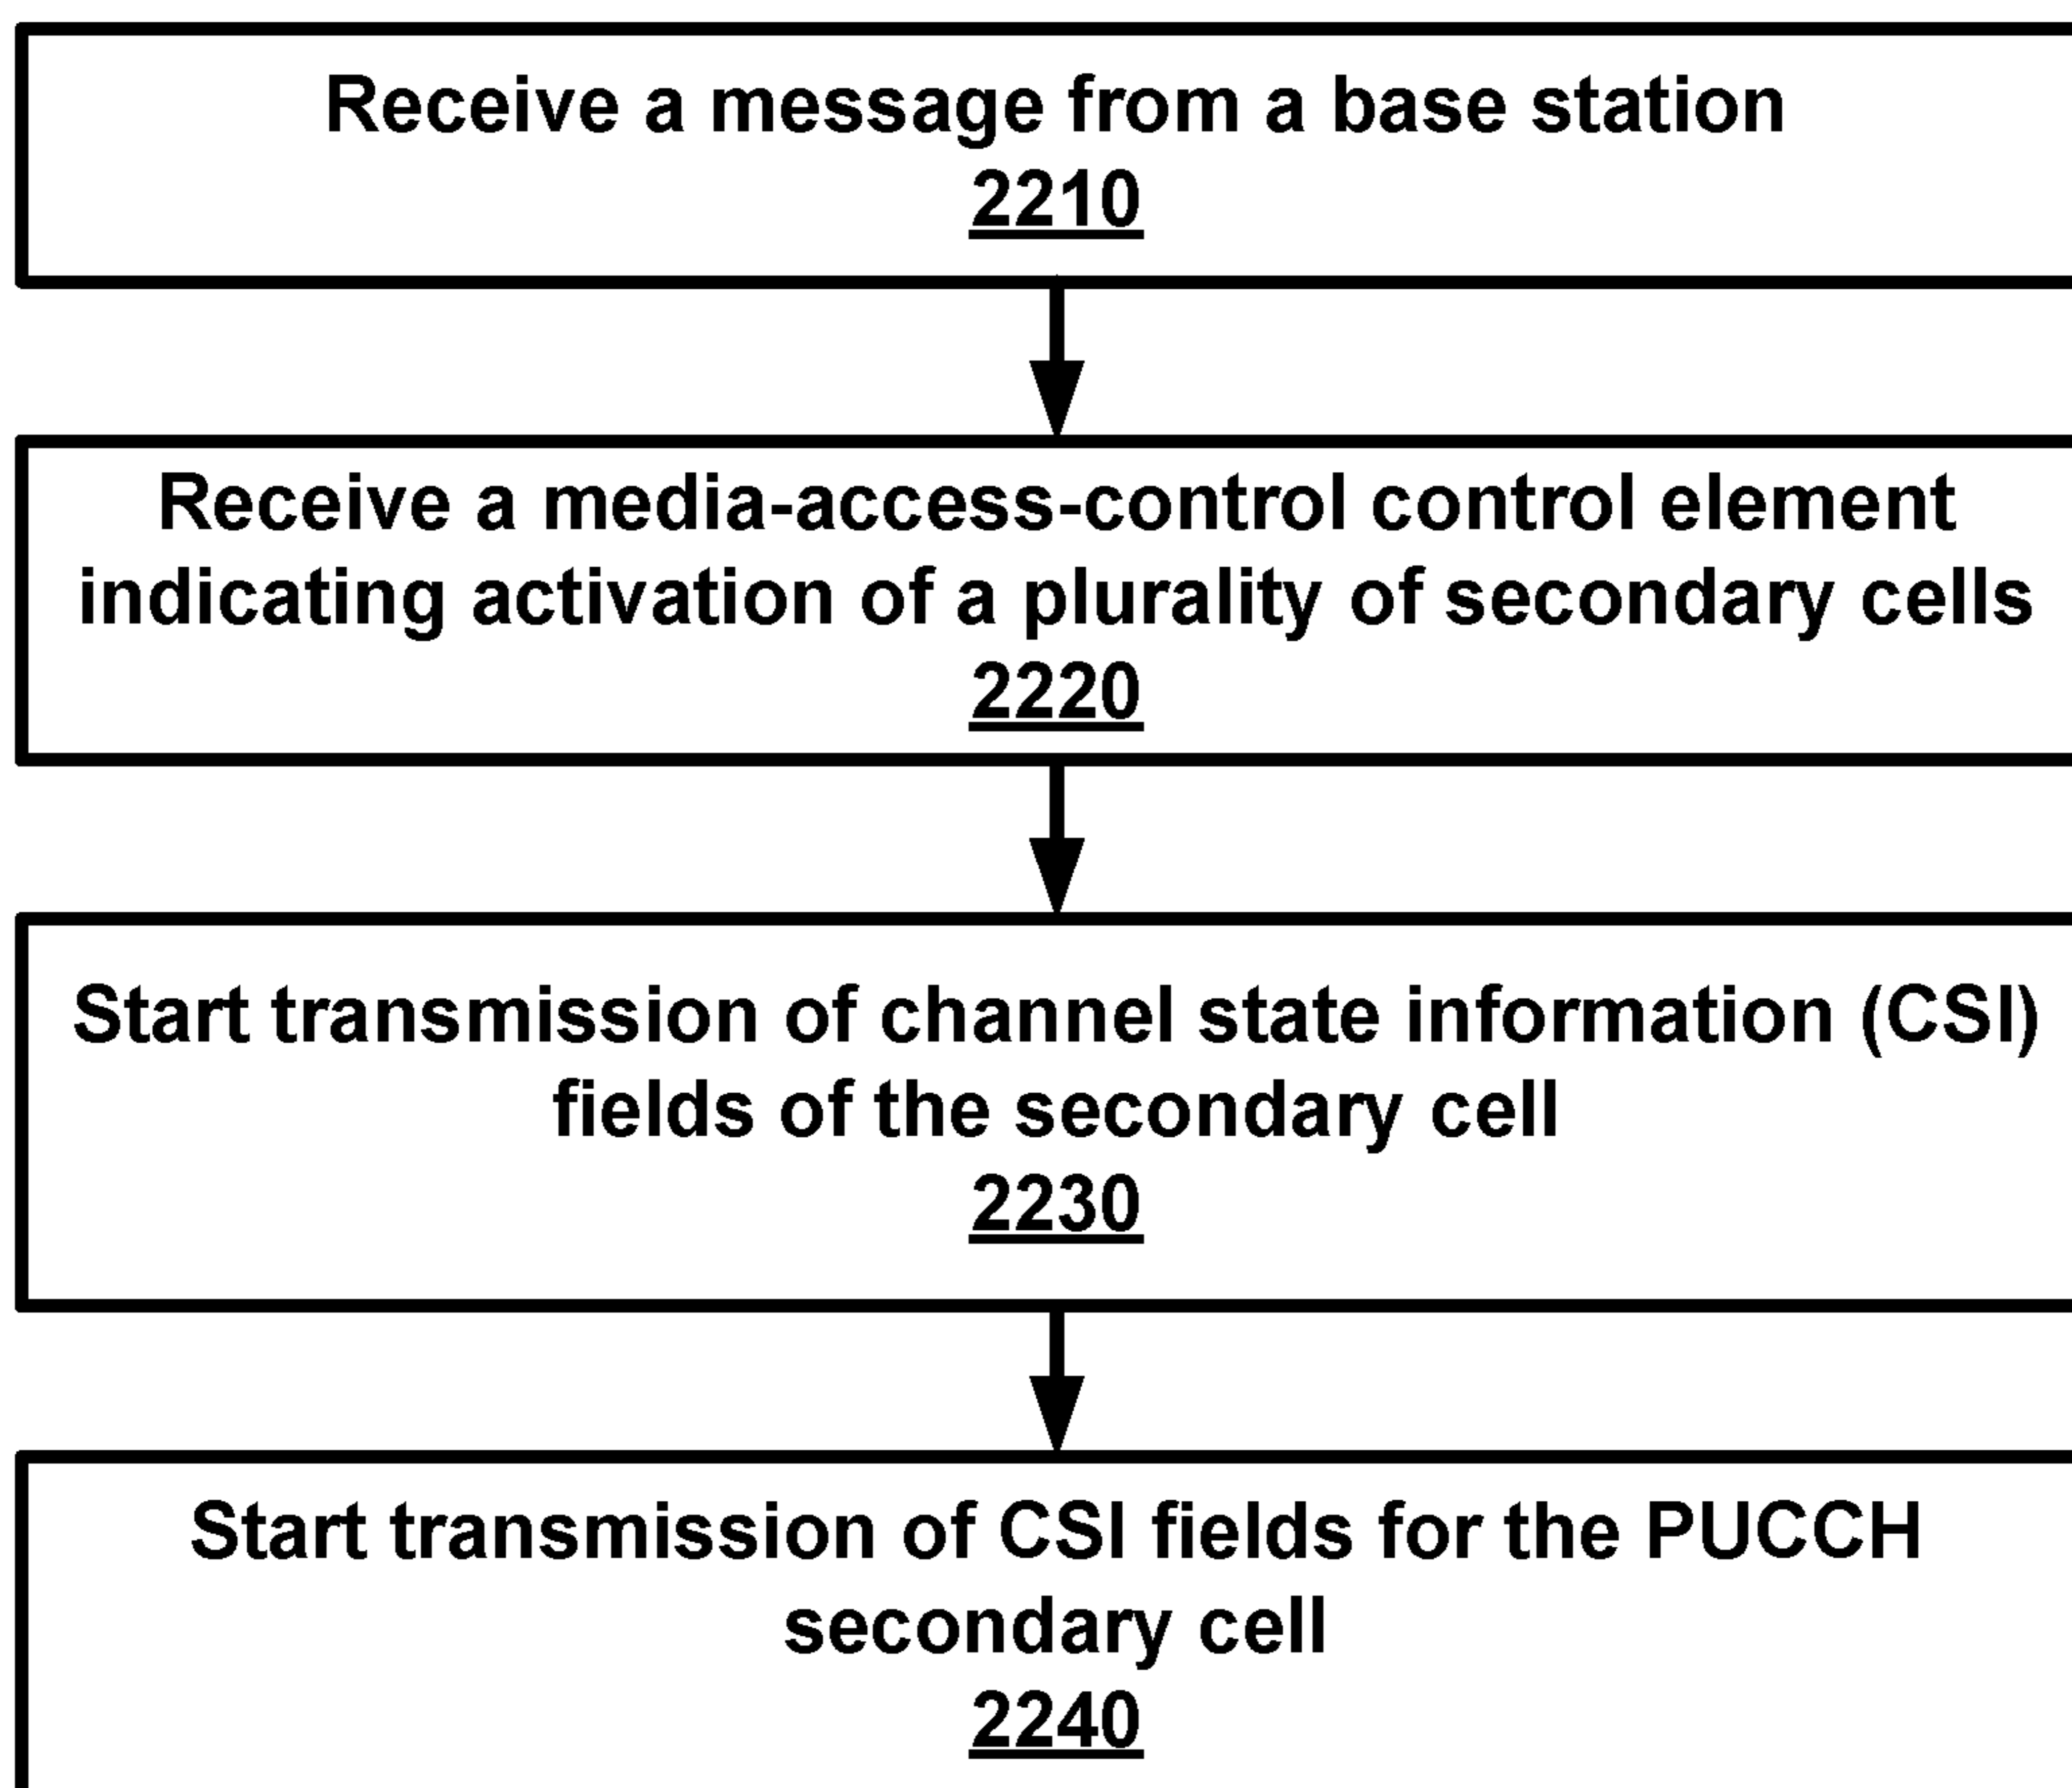 Receive a message from a base station
2210
Receive a media-access-control control element
indicating activation of a plurality of secondary cells
2220
Start transmission of channel state information (CSI)
fields of the secondary cell
2230
Start transmission of CSI fields for the PUCCH
secondary cell
2240